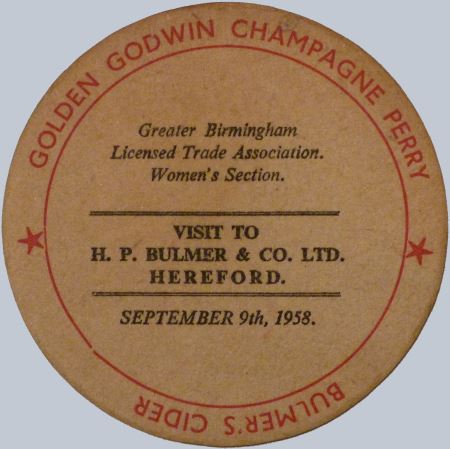 GOLDEN GODWIN CHAMPAGNE PERRY
Greater Birmingham
Licensed Trade Association.
Women's Section.
VISIT TO
H. P. BULMER & CO. LTD.
HEREFORD.
SEPTEMBER 9th, 1958.
BULMER'S CIDER